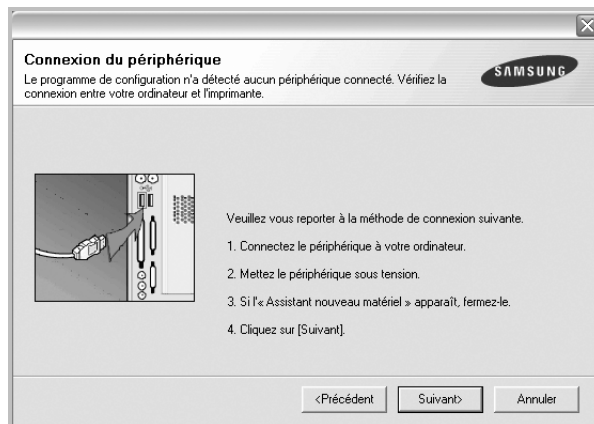 Connexion du périphérique
Le programme de configuration n'a détecté aucun périphérique connecté. Vérifiez la
connexion entre votre ordinateur et l'imprimante.
SAMSUNG
Veuillez vous reporter à la méthode de connexion suivante.
1. Connectez le périphérique à votre ordinateur.
2. Mettez le périphérique sous tension.
3. Si l'« Assistant nouveau matériel » apparaît, fermez-le.
4. Cliquez sur [Suivant].
<Précédent
Suivant>
Annuler